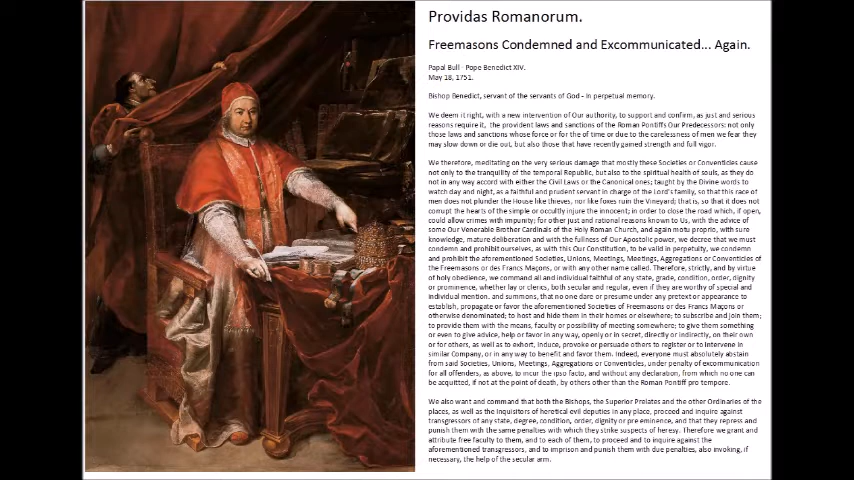 Providas Romanorum.
Freemasons Condemned and Excommunicated... Again.
Papal Bull - Pope Benedict XIV.
May 18, 1751.
Bishop Benedict, servant of the servants of God - In perpetual memory.
We deem it right, with a new intervention of Our authority, to support and confirm, as just and serious
reasons require it, the provident laws and sanctions of the Roman Pontiffs Our Predecessors: not only
those laws and sanctions whose force or for the of time or due to the carelessness of men we fear they
may slow down or die out, but also those that have recently gained strength and full vigor.
We therefore, meditating on the very serious damage that mostly these Societies or Conventicles cause
not only to the tranquility of the temporal Republic, but also to the spiritual health of souls, as they do
not in any way accord with either the Civil Laws or the Canonical ones; taught by the Divine words to
watch day and night, as a faithful and prudent servant in charge of the Lord's family, so that this race of
men does not plunder the House like thieves, nor like foxes ruin the Vineyard; that is, so that it does not
corrupt the hearts of the simple or occultly injure the innocent; in order to close the road which, if open,
could allow crimes with impunity; for other just and rational reasons known to Us, with the advice of
some Our Venerable Brother Cardinals of the Holy Roman Church, and again motu proprio, with sure
knowledge, mature deliberation and with the fullness of Our Apostolic power, we decree that we must
condemn and prohibit ourselves, as with this Our Constitution, to be valid in perpetuity, we condemn
and prohibit the aforementioned Societies, Unions, Meetings, Meetings, Aggregations or Conventicles of
the Freemasons or des Francs Maçons, or with any other name called. Therefore, strictly, and by virtue
of holy obedience, we command all and individual faithful of any state, grade, condition, order, dignity
or prominence, whether lay or clerics, both secular and regular, even if they are worthy of special and
individual mention. and summons, that no one dare or presume under any pretext or appearance to
establish, propagate or favor the aforementioned Societies of Freemasons or des Francs Maçons or
otherwise denominated; to host and hide them in their homes or elsewhere; to subscribe and join them;
to provide them with the means, faculty or possibility of meeting somewhere; to give them something
or even to give advice, help or favor in any way, openly or in secret, directly or indirectly, on their own
or for others, as well as to exhort, induce, provoke or persuade others to register or to intervene in
similar Company, or in any way to benefit and favor them. Indeed, everyone must absolutely abstain
from said Societies, Unions, Meetings, Aggregations or Conventicles, under penalty of excommunication
for all offenders, as above, to incur the ipso facto, and without any declaration, from which no one can
be acquitted, if not at the point of death, by others other than the Roman Pontiff pro tempore.
We also want and command that both the Bishops, the Superior Prelates and the other Ordinaries of the
places, as well as the Inquisitors of heretical evil deputies in any place, proceed and inquire against
transgressors of any state, degree, condition, order, dignity or pre eminence, and that they repress and
punish them with the same penalties with which they strike suspects of heresy. Therefore we grant and
attribute free faculty to them, and to each of them, to proceed and to inquire against the
aforementioned transgressors, and to imprison and punish them with due penalties, also invoking, if
necessary, the help of the secular arm.